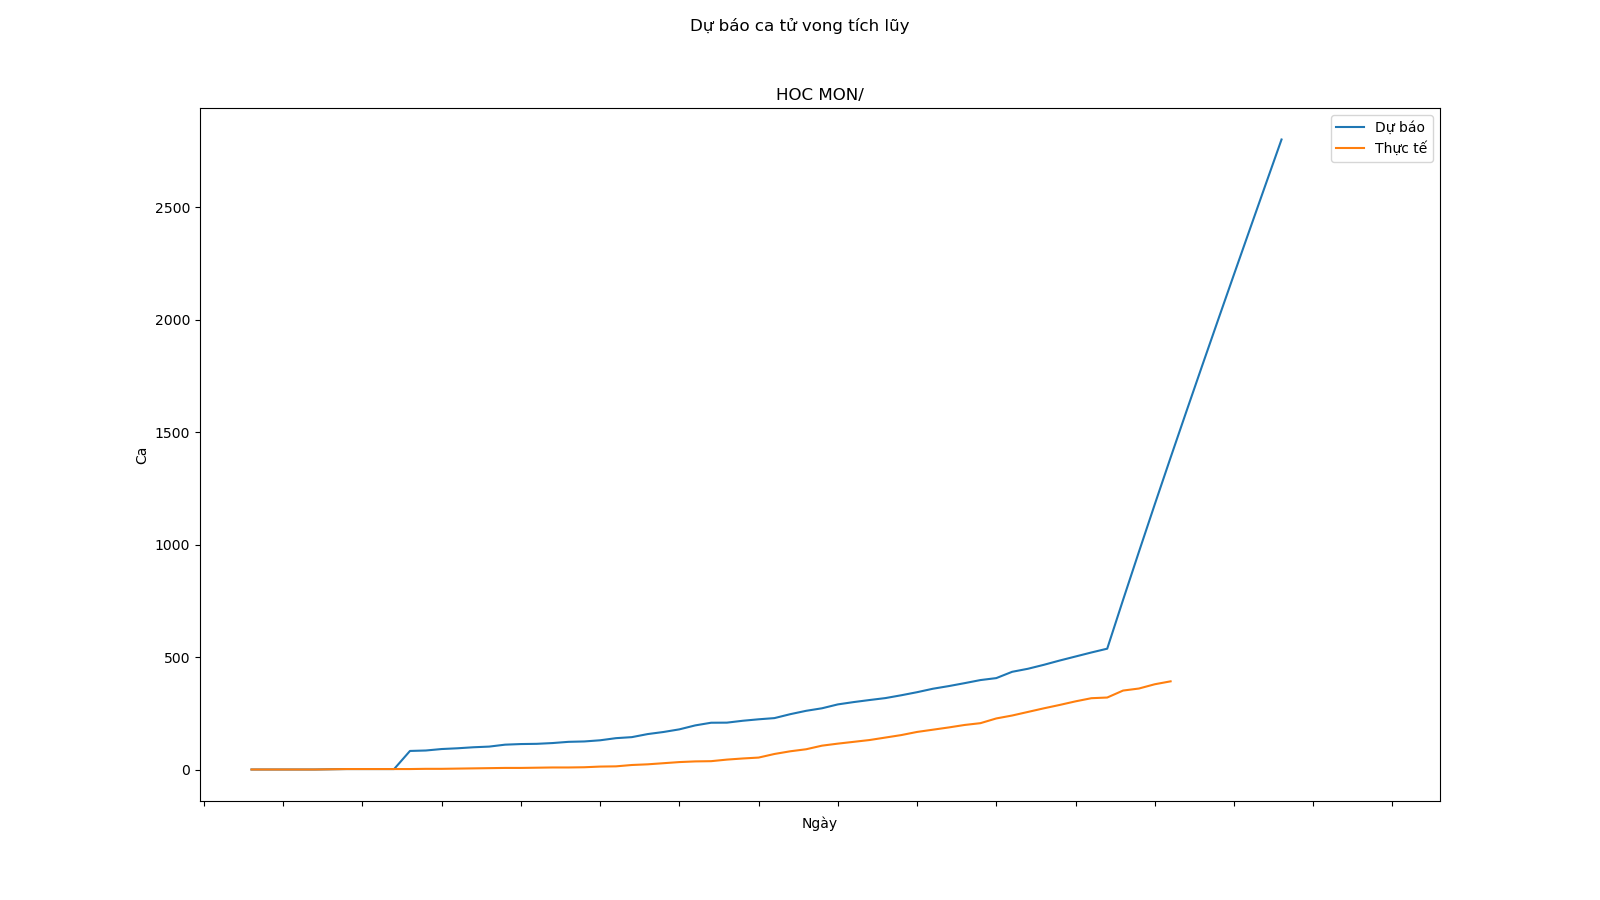 Dự báo ca tử vong tích lũy
HOC MON/
Dự báo
Thực tế
2500
2000
1500
1000
500
0
Ca
Ngày